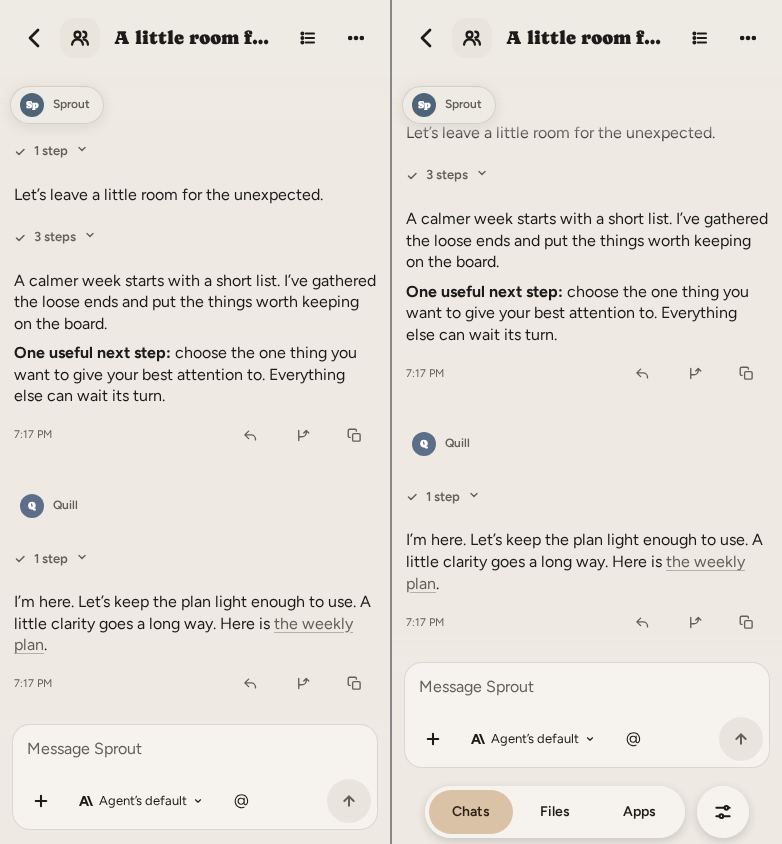 A little room f...
Sp Sprout
1 step
Let's leave a little room for the unexpected.
3 steps
A calmer week starts with a short list. I've gathered
the loose ends and put the things worth keeping
on the board.
One useful next step: choose the one thing you
want to give your best attention to. Everything
else can wait its turn.
7:17 PM
Q Quill
1 step
I'm here. Let's keep the plan light enough to use. A
little clarity goes a long way. Here is the weekly
plan.
7:17 PM
Message Sprout
Agent's default @
A little room f...
Sp Sprout
Let's leave a little room for the unexpected.
3 steps
A calmer week starts with a short list. I've gathered
the loose ends and put the things worth keeping
on the board.
One useful next step: choose the one thing you
want to give your best attention to. Everything
else can wait its turn.
7:17 PM
Q Quill
1 step
I'm here. Let's keep the plan light enough to use. A
little clarity goes a long way. Here is the weekly
plan.
7:17 PM
Message Sprout
Agent's default @
Chats Files Apps